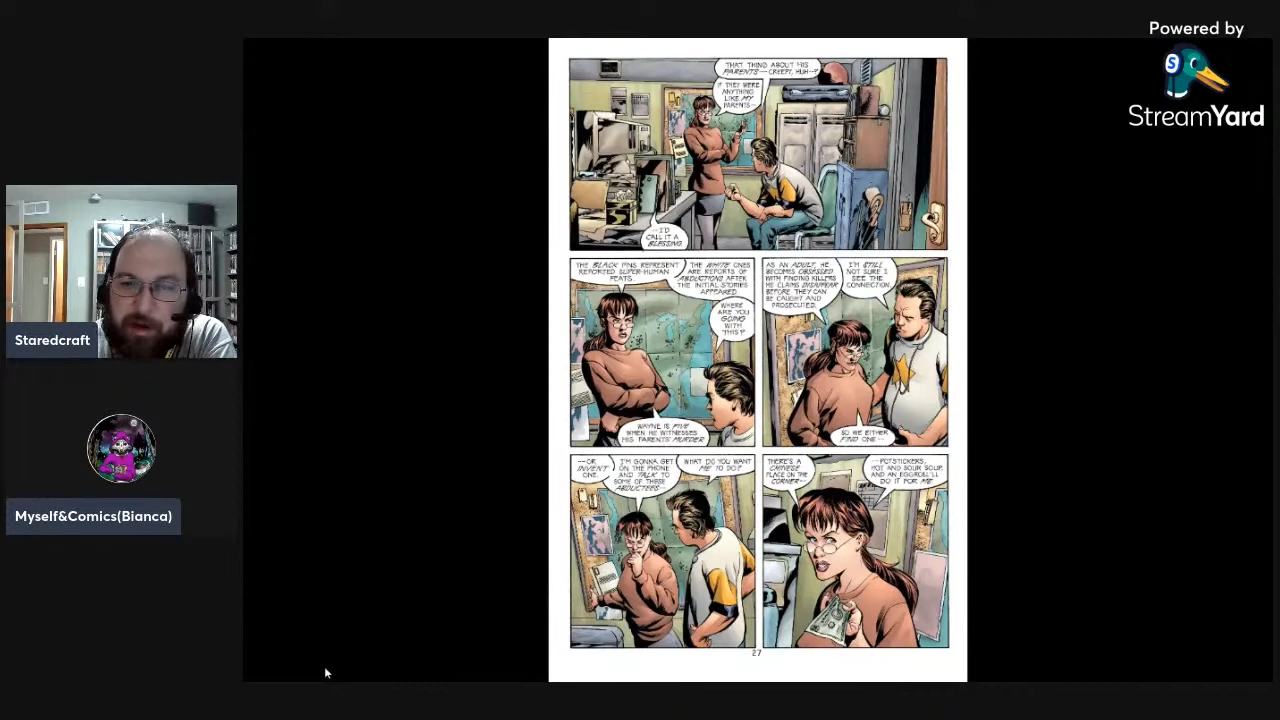 Powered by
StreamYard
S
Staredcraft
Myself&Comics(Bianca)
THAT THING ABOUT HIS
PARENTS--CREEPY, HUH--?
IF THEY WERE
ANYTHING
LIKE MY
PARENTS--
--I'D
CALL IT A
BLESSING.
THE BLACK PINS REPRESENT
REPORTED SUPER-HUMAN
FEATS.
THE WHITE ONES
ARE REPORTS OF
ABDUCTIONS AFTER
THE INITIAL STORIES
APPEARED.
WHERE
ARE YOU
GOING
WITH
THIS?
WAYNE IS FIVE
WHEN HE WITNESSES
HIS PARENTS' MURDER.
AS AN ADULT, HE
BECOMES OBSESSED
WITH FINDING KILLERS
HE CLAIMS DISAPPEAR
BEFORE THEY CAN
BE CAUGHT AND
PROSECUTED.
I'M STILL
NOT SURE I
SEE THE
CONNECTION.
SO WE EITHER
FIND ONE--
--OR
INVENT
ONE.
I'M GONNA GET
ON THE PHONE
AND TALK TO
SOME OF THESE
ABDUCTEES--
WHAT DO YOU WANT
ME TO DO?
THERE'S A
CHINESE
PLACE ON THE
CORNER--
--POTSTICKERS,
HOT AND SOUR SOUP,
AND AN EGGROLL'LL
DO IT FOR ME.
27